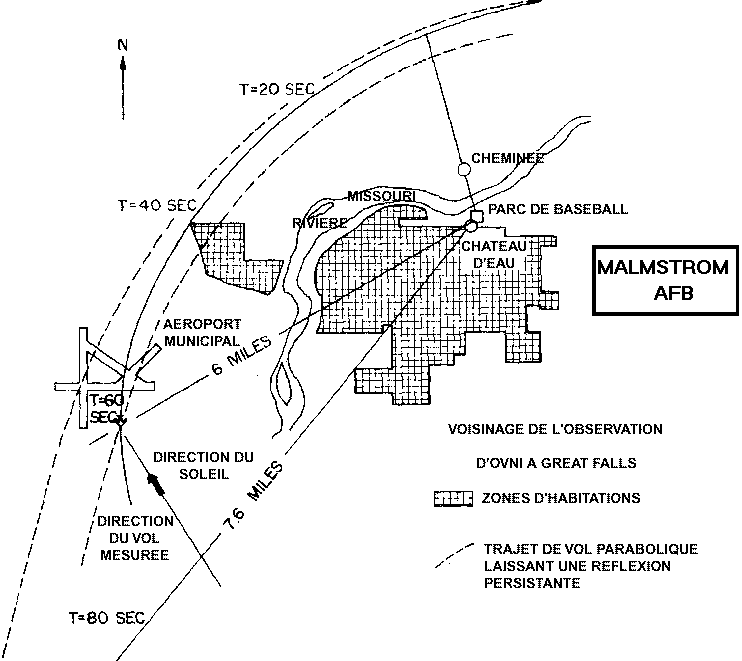 N
T=20 SEC
CHEMINEE
MISSOURI
T=40 SEC
RIVIERE
PARC DE BASEBALL
CHATEAU
D'EAU
MALMSTROM
AFB
AEROPORT
MUNICIPAL
6 MILES
T=60
SEC
VOISINAGE DE L'OBSERVATION
DIRECTION DU
SOLEIL
D'OVNI A GREAT FALLS
7.6 MILES
ZONES D'HABITATIONS
DIRECTION
DU VOL
MESUREE
TRAJET DE VOL PARABOLIQUE
LAISSANT UNE REFLEXION
PERSISTANTE
T=80 SEC